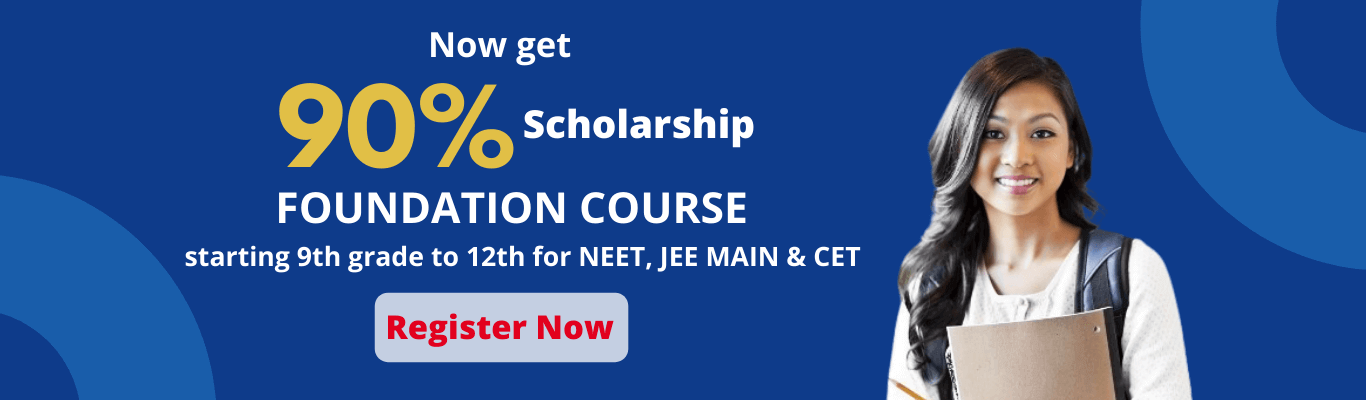 Now get
90% Scholarship
FOUNDATION COURSE
starting 9th grade to 12th for NEET, JEE MAIN & CET
Register Now